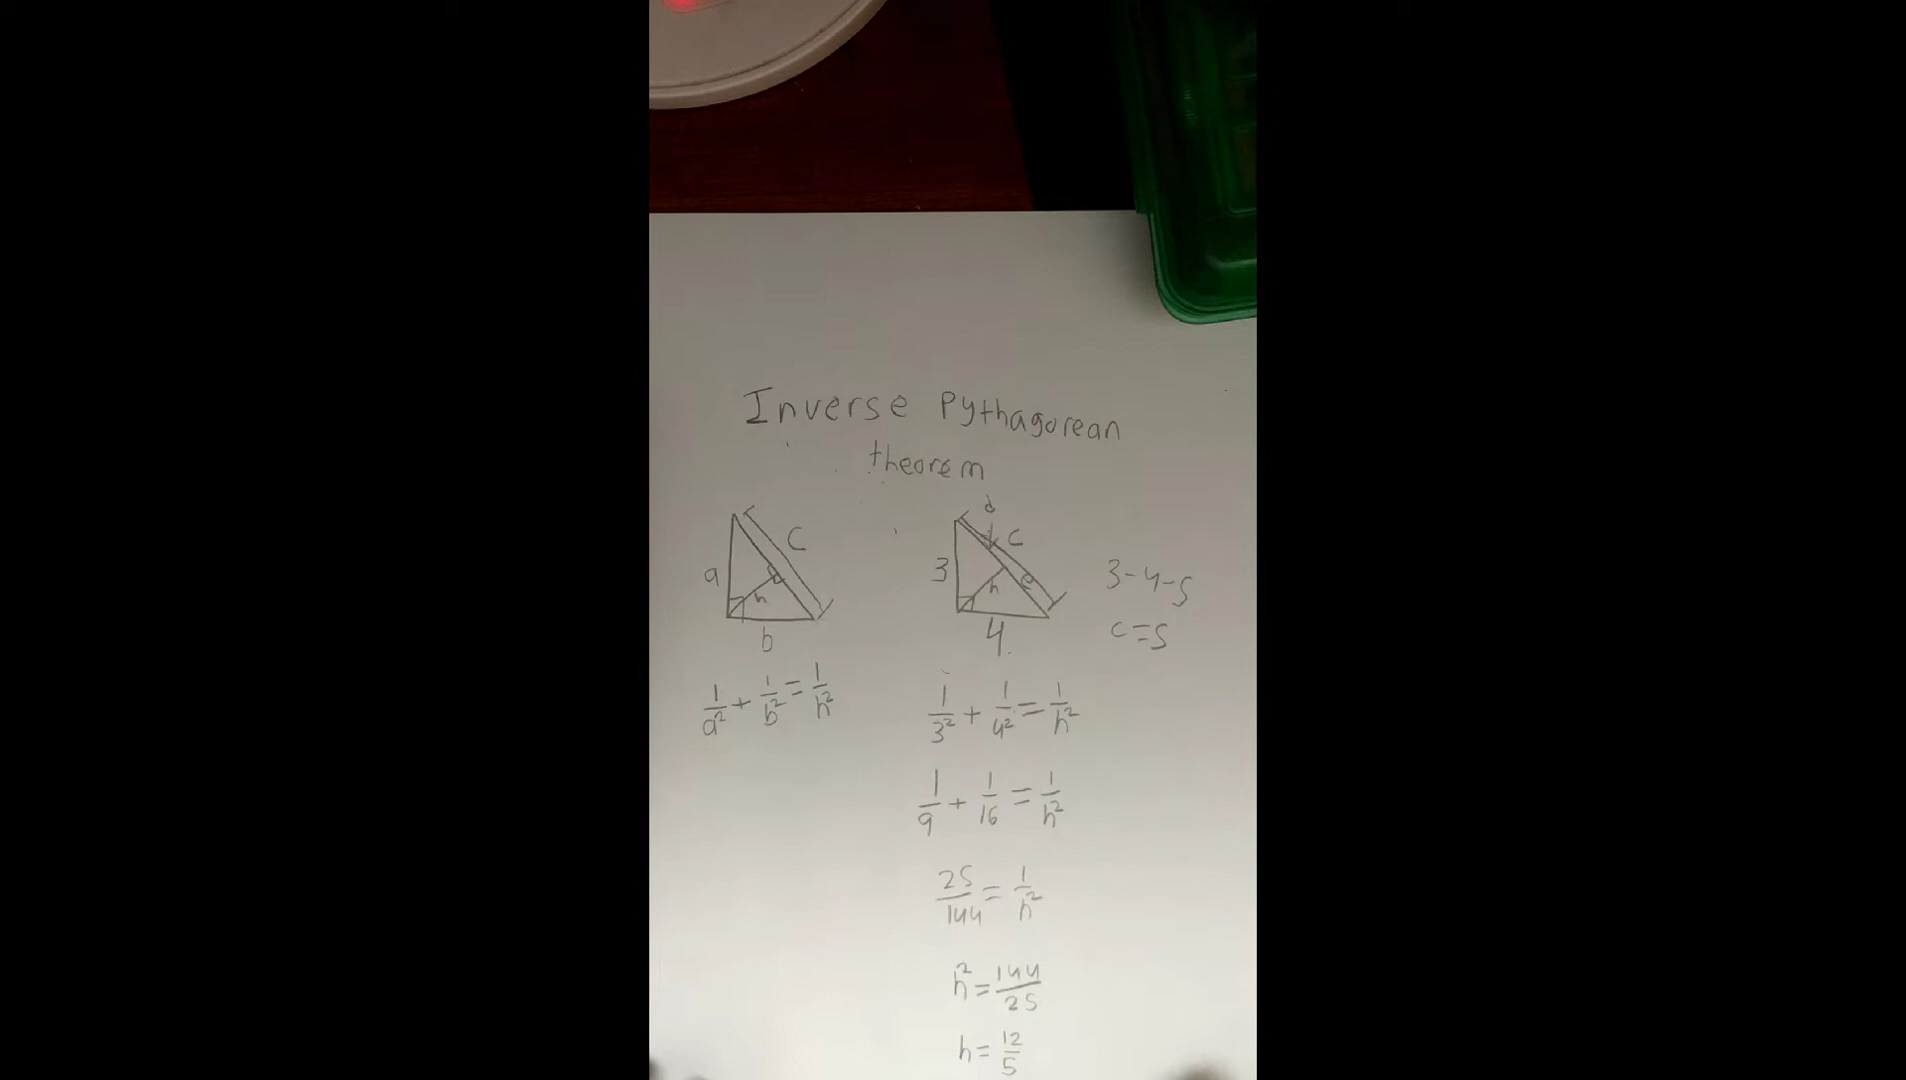 Inverse Pythagorean
theorem
a
h
c
b
1/a² + 1/b² = 1/h²
d
c
3
h
e
4
3-4-5
c=5
1/3² + 1/4² = 1/h²
1/9 + 1/16 = 1/h²
25/144 = 1/h²
h² = 144/25
h = 12/5